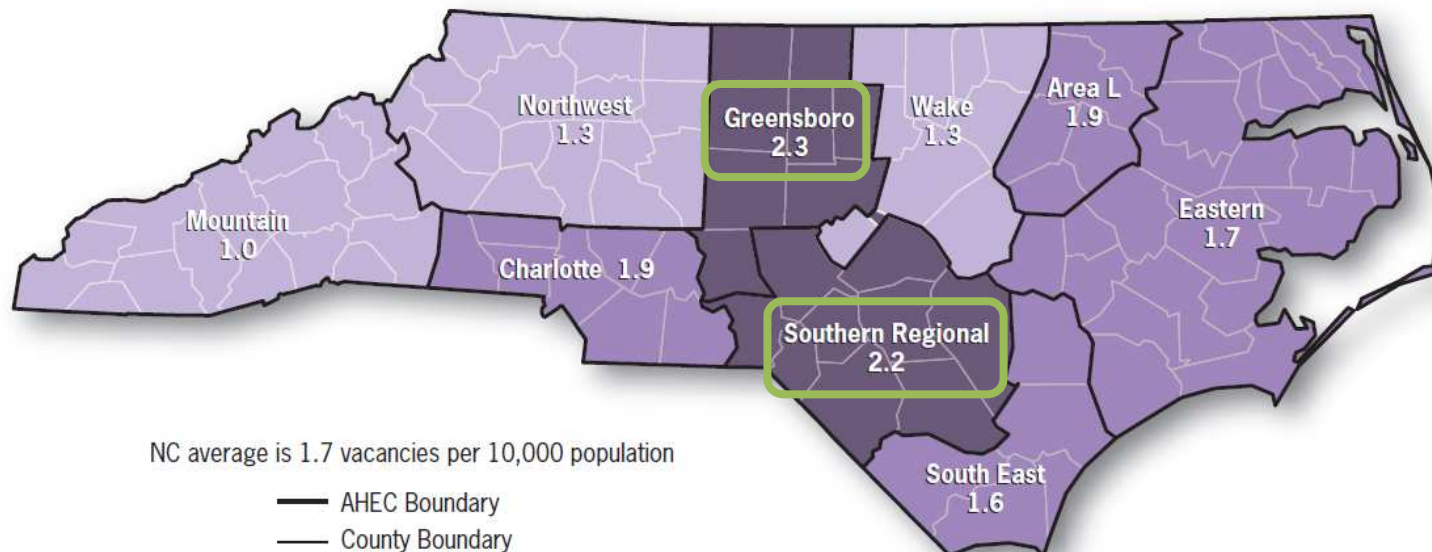 Northwest
1.3
Greensboro
2.3
Wake
1.3
Area L
1.9
Mountain
1.0
Eastern
1.7
Charlotte 1.9
Southern Regional
2.2
South East
1.6
NC average is 1.7 vacancies per 10,000 population
AHEC Boundary
County Boundary